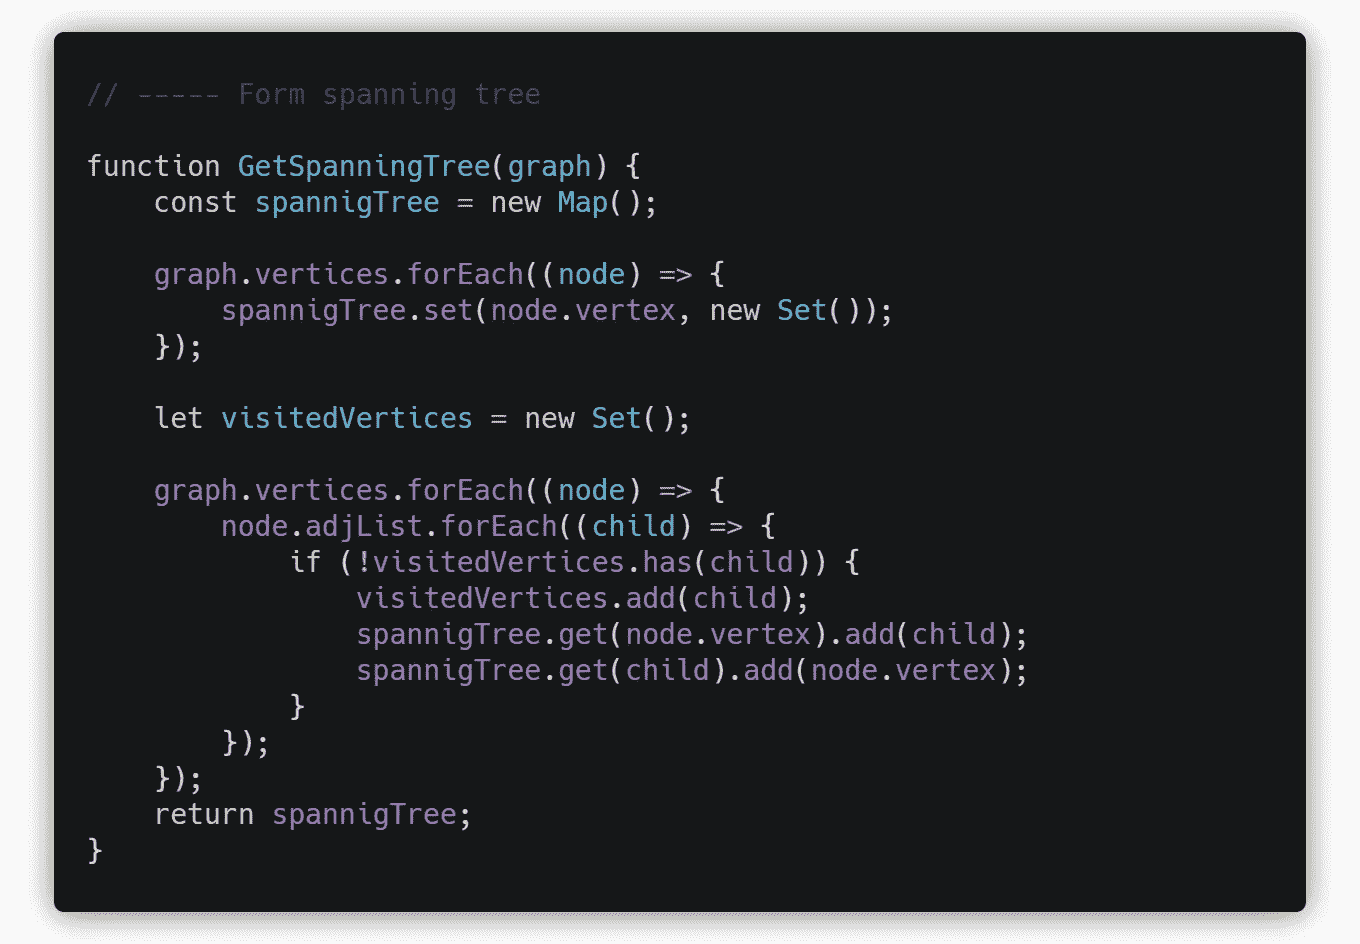 // ----- Form spanning tree
function GetSpanningTree(graph) {
const spannigTree = new Map();
graph.vertices.forEach((node) => {
spannigTree.set(node.vertex, new Set());
});
let visitedVertices = new Set();
graph.vertices.forEach((node) => {
node.adjList.forEach((child) => {
if (!visitedVertices.has(child)) {
visitedVertices.add(child);
spannigTree.get(node.vertex).add(child);
spannigTree.get(child).add(node.vertex);
}
});
});
return spannigTree;
}